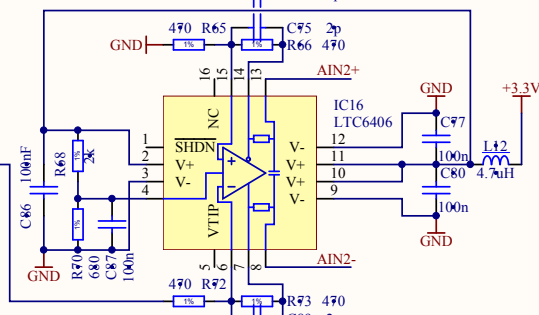 470 R65 C75 2p
GND 1% 1% R66 470
16 15 14 13 AIN2+
NC
IC16
LTC6406
+3.3V
GND
C77
100n
1 SHDN V- 12
2 V+ V+ 11
3 V- V+ 10
4 V- 9
L12
4.7uH
C80
100n
GND
100nF
C86
R68
2k
1%
1%
R70
680
C87
100n
GND
VTIP
5 6 7 8 AIN2-
470 R72
1% 1% R73 470